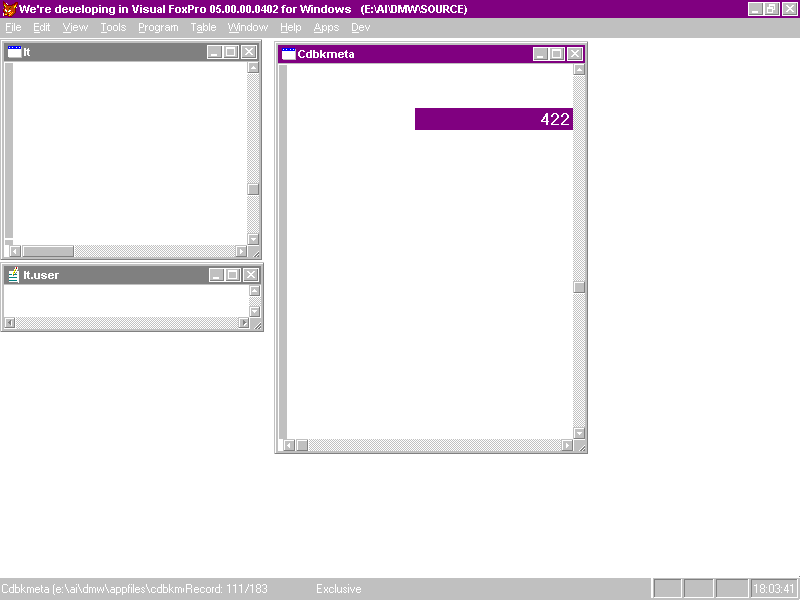 We're developing in Visual FoxPro 05.00.00.0402 for Windows (E:\AI\DMW\SOURCE)
File Edit View Tools Program Table Window Help Apps Dev
It
Cdbkmeta
422
It.user
Cdbkmeta (e:\ai\dmw\appfiles\cdbkm Record: 111/183 Exclusive 18:03:41